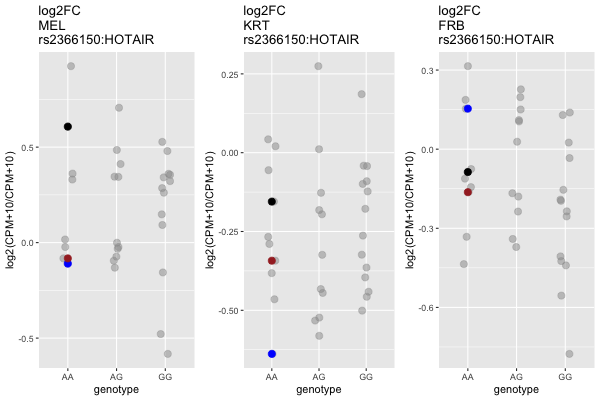 log2FC
MEL
rs2366150:HOTAIR
log2(CPM+10/CPM+10)
0.5
0.0
-0.5
AA
AG
GG
genotype
log2FC
KRT
rs2366150:HOTAIR
log2(CPM+10/CPM+10)
0.25
0.00
-0.25
-0.50
AA
AG
GG
genotype
log2FC
FRB
rs2366150:HOTAIR
log2(CPM+10/CPM+10)
0.3
0.0
-0.3
-0.6
AA
AG
GG
genotype